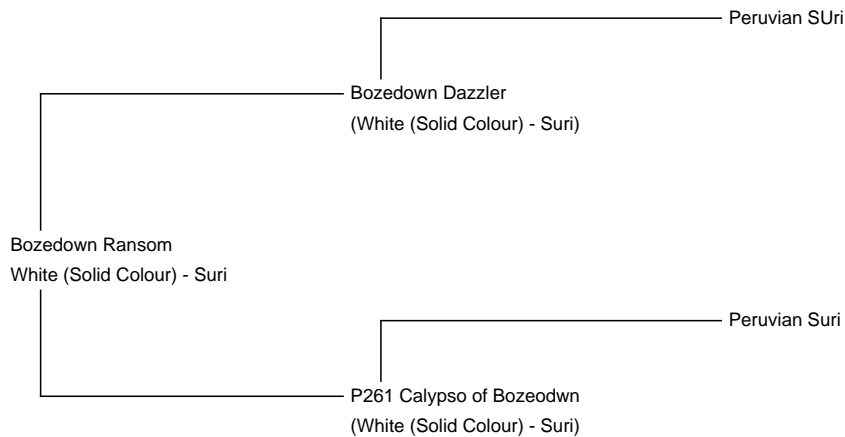 Peruvian SUri
Bozedown Dazzler
(White (Solid Colour) - Suri)
Bozedown Ransom
White (Solid Colour) - Suri
Peruvian Suri
P261 Calypso of Bozeodwn
(White (Solid Colour) - Suri)